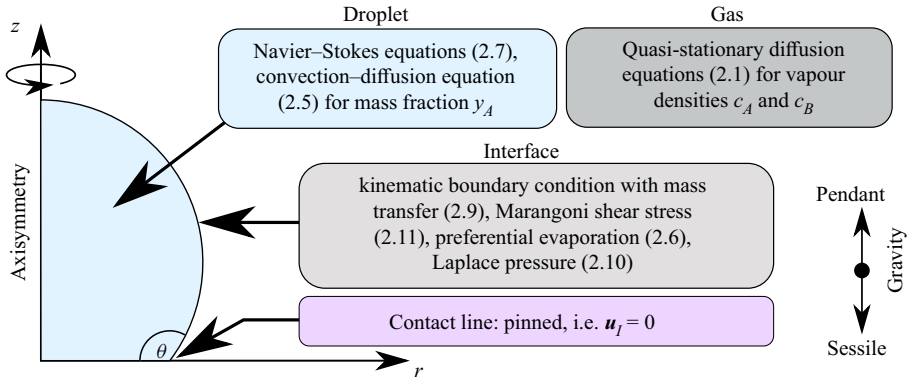 Droplet
Gas
z
Navier–Stokes equations (2.7),
convection–diffusion equation
(2.5) for mass fraction y_A
Quasi-stationary diffusion
equations (2.1) for vapour
densities c_A and c_B
Interface
kinematic boundary condition with mass
transfer (2.9), Marangoni shear stress
(2.11), preferential evaporation (2.6),
Laplace pressure (2.10)
Axisymmetry
Pendant
Gravity
Sessile
Contact line: pinned, i.e. u_I = 0
θ
r